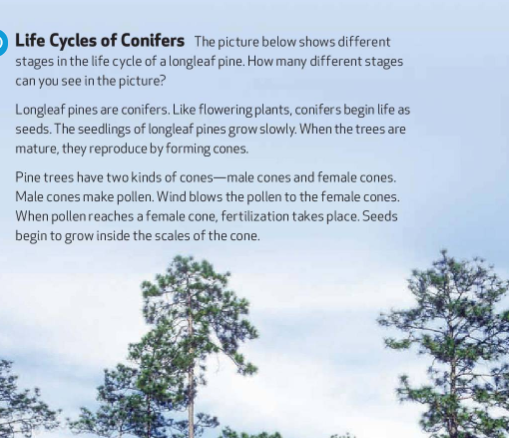 Life Cycles of Conifers The picture below shows different
stages in the life cycle of a longleaf pine. How many different stages
can you see in the picture?
Longleaf pines are conifers. Like flowering plants, conifers begin life as
seeds. The seedlings of longleaf pines grow slowly. When the trees are
mature, they reproduce by forming cones.
Pine trees have two kinds of cones—male cones and female cones.
Male cones make pollen. Wind blows the pollen to the female cones.
When pollen reaches a female cone, fertilization takes place. Seeds
begin to grow inside the scales of the cone.